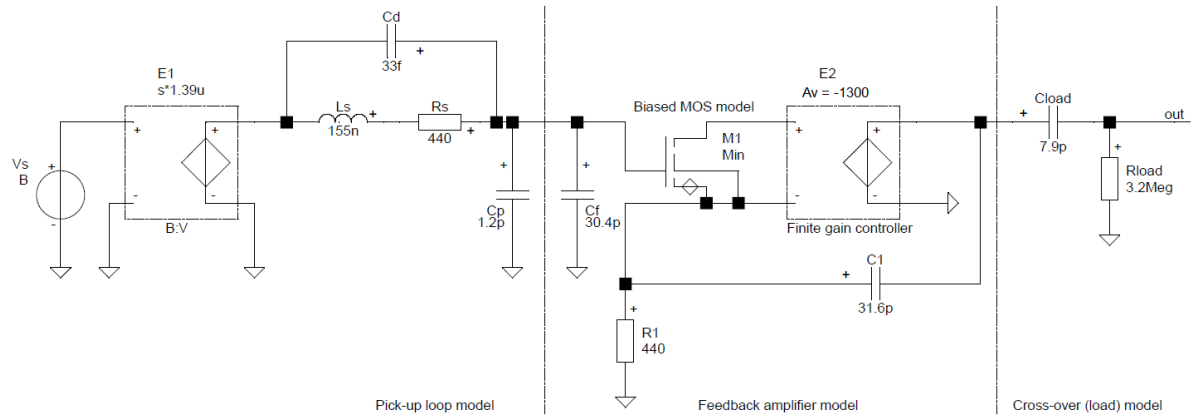 Cd
+
33f
E1
s*1.39u
E2
Av = -1300
Ls
+
155n
Rs
+
440
Biased MOS model
Cload
+
7.9p
out
+
+
+
+
Vs
+
B
-
-
-
B:V
+
Cp
1.2p
+
Cf
30.4p
M1
Min
-
-
Finite gain controller
+
Rload
3.2Meg
C1
+
31.6p
+
R1
440
Pick-up loop model
Feedback amplifier model
Cross-over (load) model